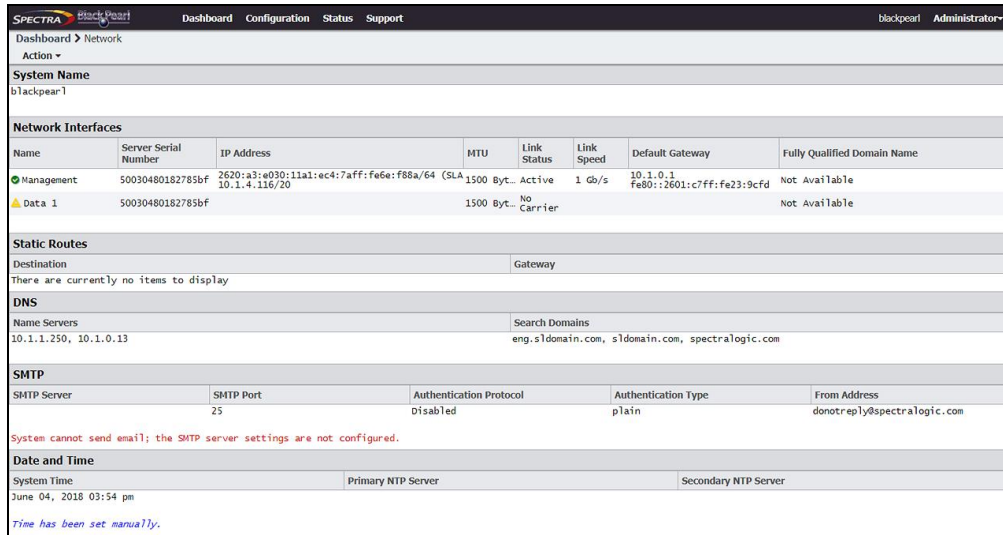 SPECTRA BlackPearl Dashboard Configuration Status Support blackpearl Administrator
Dashboard > Network
Action
System Name
blackpearl
Network Interfaces
Name Server Serial Number IP Address MTU Link Status Link Speed Default Gateway Fully Qualified Domain Name
Management 50030480182785bf 2620:a3:e030:11a1:ec4:7aff:fe6e:f88a/64 (SLA 1500 Byt... Active 1 Gb/s 10.1.0.1 Not Available
10.1.4.116/20 fe80::2601:c7ff:fe23:9cfd
Data 1 50030480182785bf 1500 Byt... No Carrier Not Available
Static Routes
Destination Gateway
There are currently no items to display
DNS
Name Servers Search Domains
10.1.1.250, 10.1.0.13 eng.sldomain.com, sldomain.com, spectralogic.com
SMTP
SMTP Server SMTP Port Authentication Protocol Authentication Type From Address
25 Disabled plain donotreply@spectralogic.com
System cannot send email; the SMTP server settings are not configured.
Date and Time
System Time Primary NTP Server Secondary NTP Server
June 04, 2018 03:54 pm
Time has been set manually.